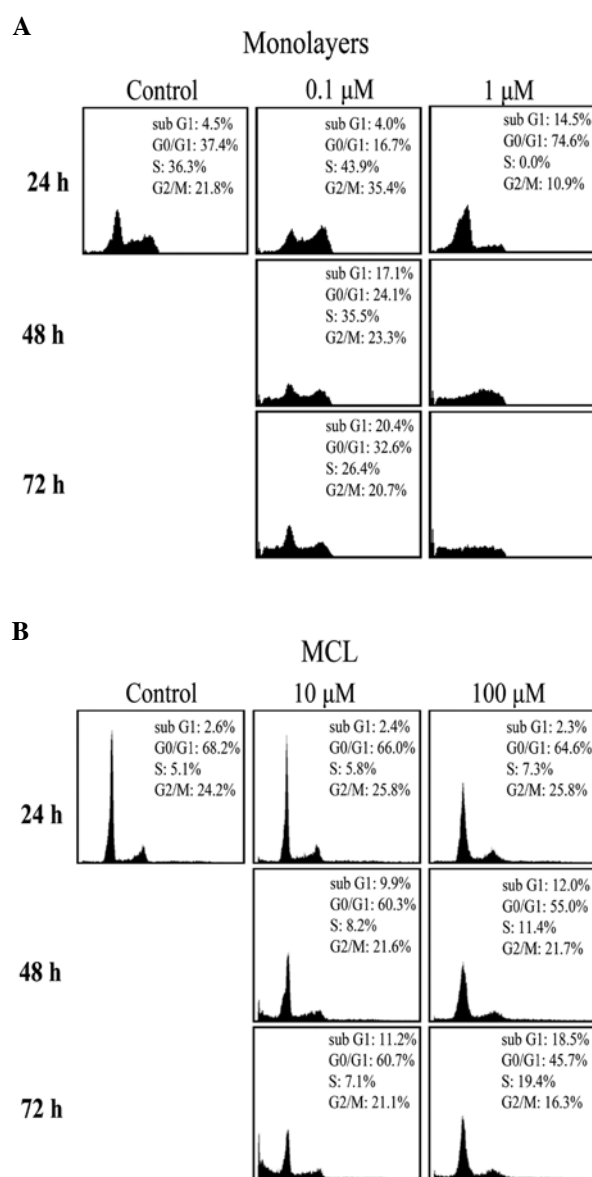 A
Monolayers
Control 0.1 μM 1 μM
24 h
sub G1: 4.5%
G0/G1: 37.4%
S: 36.3%
G2/M: 21.8%
sub G1: 4.0%
G0/G1: 16.7%
S: 43.9%
G2/M: 35.4%
sub G1: 14.5%
G0/G1: 74.6%
S: 0.0%
G2/M: 10.9%
48 h
sub G1: 17.1%
G0/G1: 24.1%
S: 35.5%
G2/M: 23.3%
72 h
sub G1: 20.4%
G0/G1: 32.6%
S: 26.4%
G2/M: 20.7%
B
MCL
Control 10 μM 100 μM
24 h
sub G1: 2.6%
G0/G1: 68.2%
S: 5.1%
G2/M: 24.2%
sub G1: 2.4%
G0/G1: 66.0%
S: 5.8%
G2/M: 25.8%
sub G1: 2.3%
G0/G1: 64.6%
S: 7.3%
G2/M: 25.8%
48 h
sub G1: 9.9%
G0/G1: 60.3%
S: 8.2%
G2/M: 21.6%
sub G1: 12.0%
G0/G1: 55.0%
S: 11.4%
G2/M: 21.7%
72 h
sub G1: 11.2%
G0/G1: 60.7%
S: 7.1%
G2/M: 21.1%
sub G1: 18.5%
G0/G1: 45.7%
S: 19.4%
G2/M: 16.3%